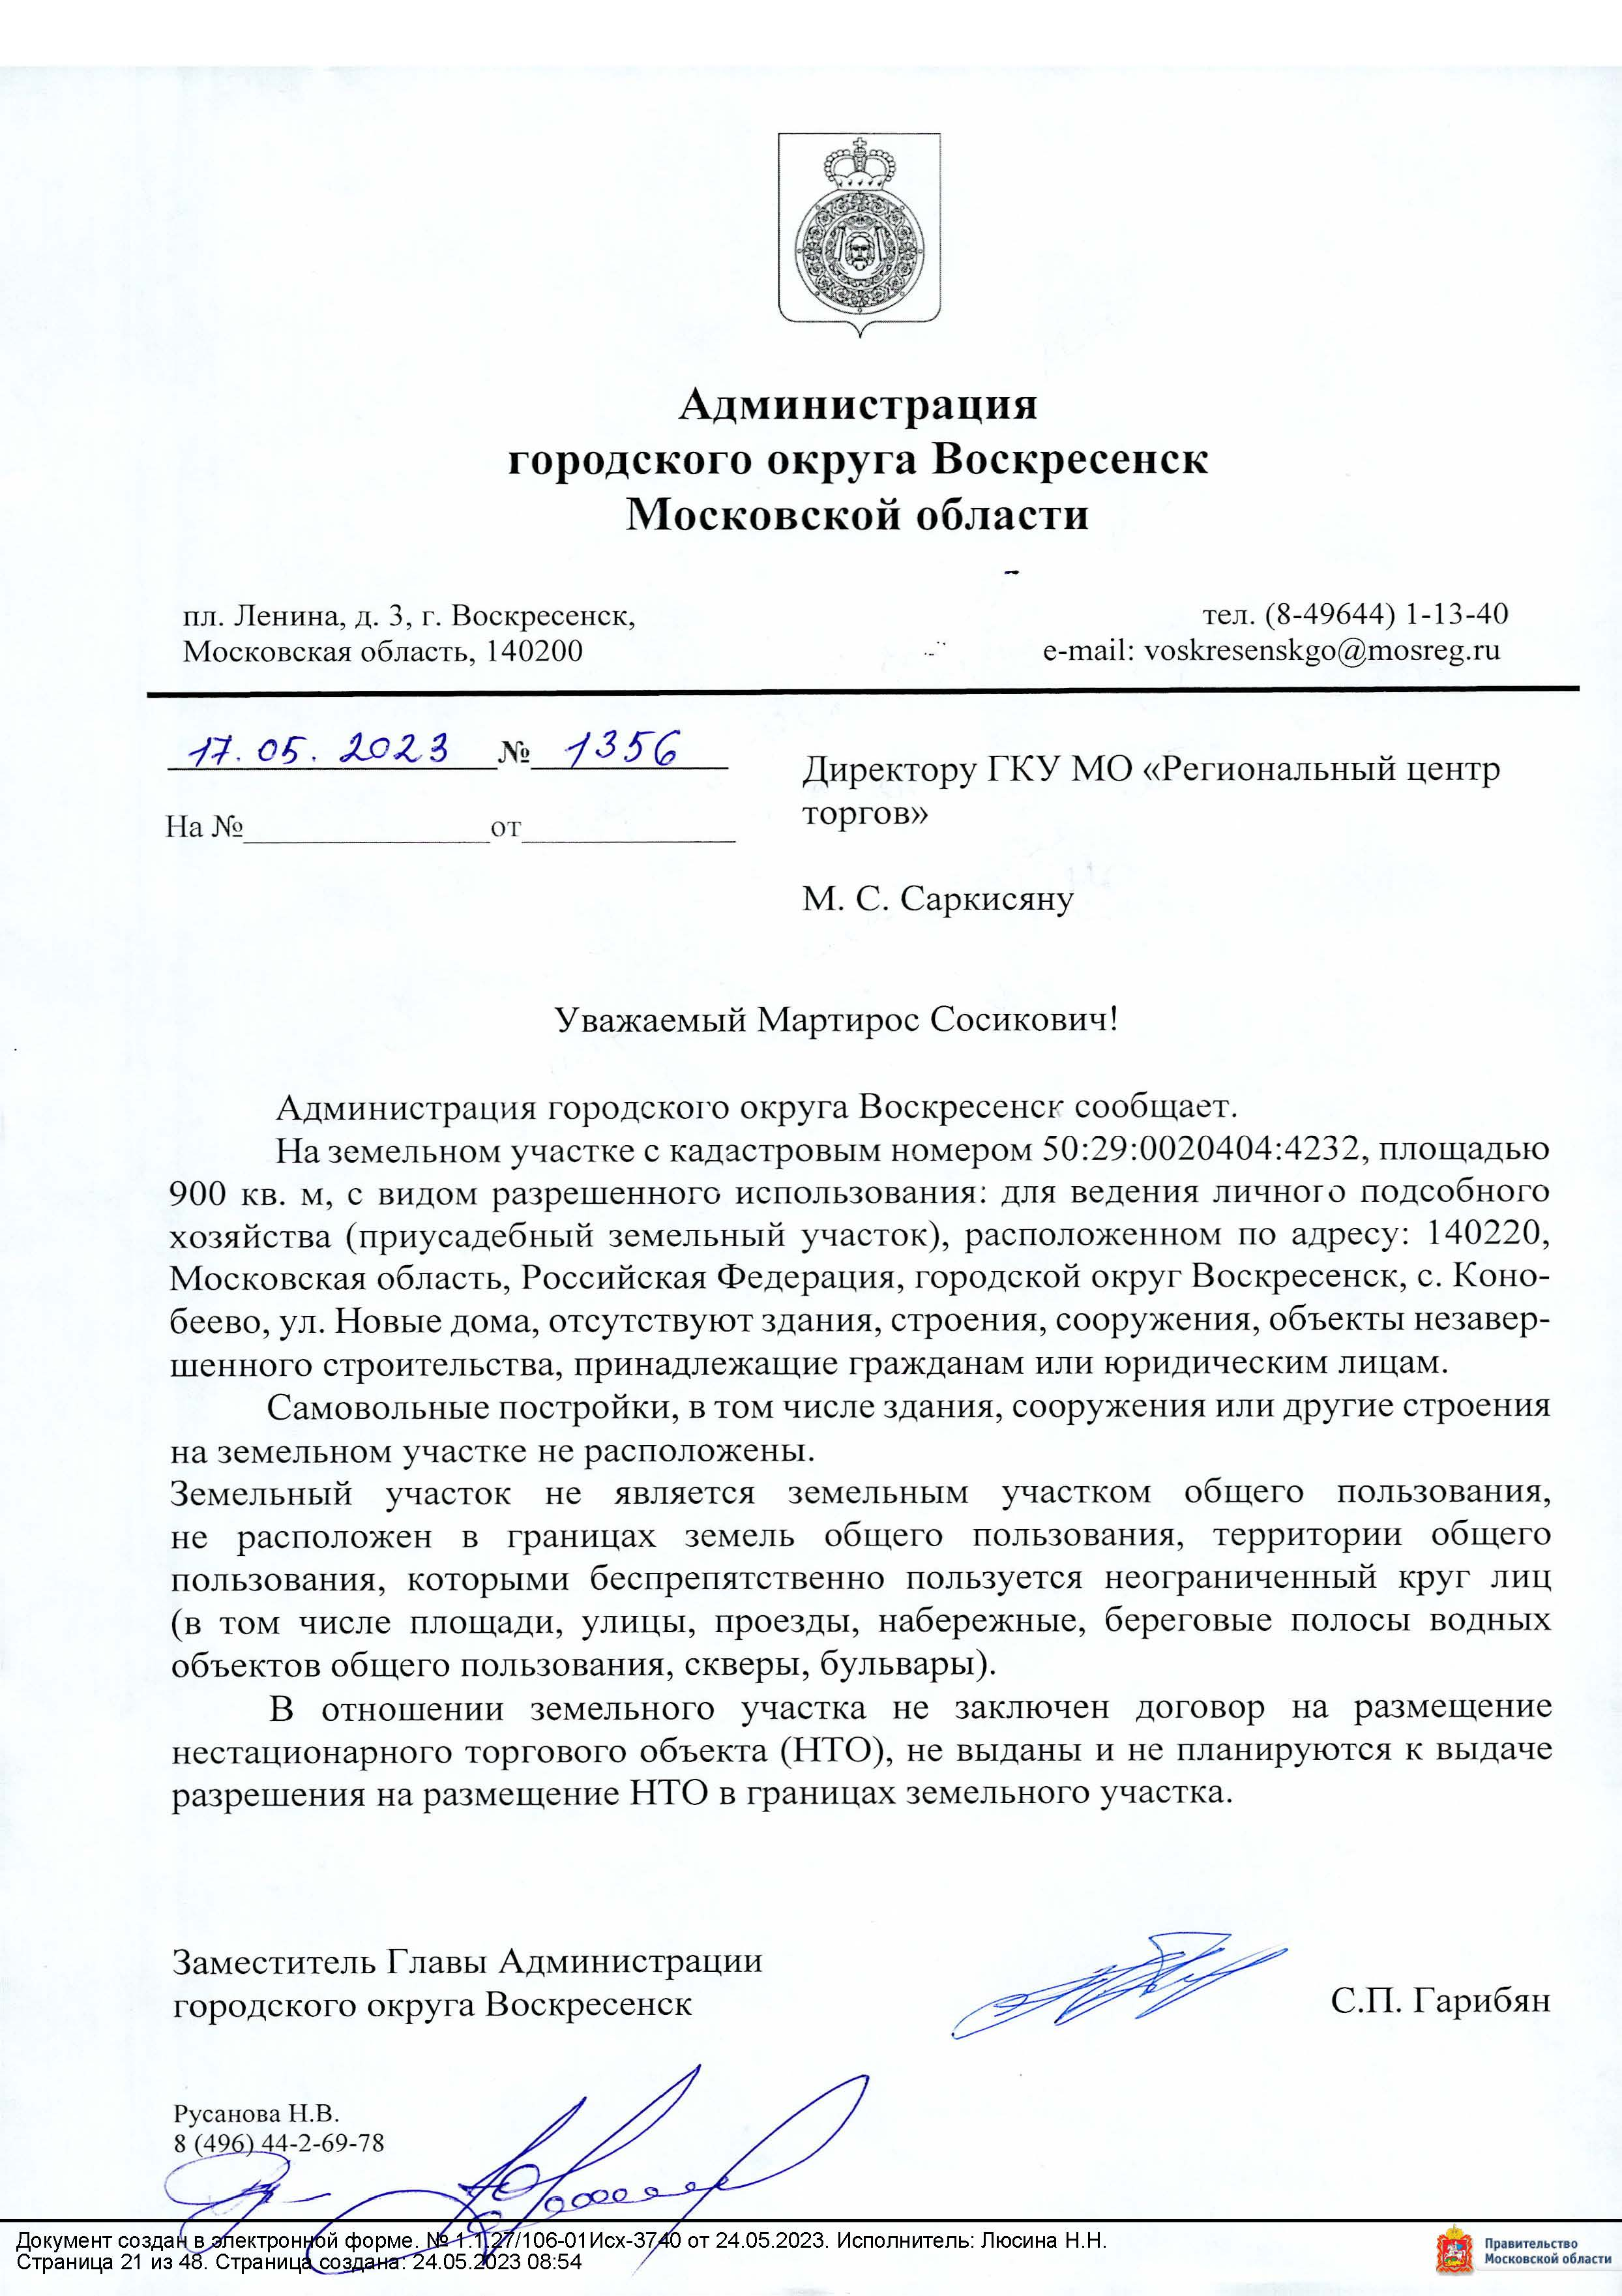 Администрация
городского округа Воскресенск
Московской области
пл. Ленина, д. 3, г. Воскресенск,
Московская область, 140200
тел. (8-49644) 1-13-40
e-mail: voskresenskgo@mosreg.ru
17.05.2023 № 1356
На №_______________от_____________
Директору ГКУ МО «Региональный центр
торгов»
М. С. Саркисяну
Уважаемый Мартирос Сосикович!
Администрация городского округа Воскресенск сообщает.
На земельном участке с кадастровым номером 50:29:0020404:4232, площадью
900 кв. м, с видом разрешенного использования: для ведения личного подсобного
хозяйства (приусадебный земельный участок), расположенном по адресу: 140220,
Московская область, Российская Федерация, городской округ Воскресенск, с. Коно-
беево, ул. Новые дома, отсутствуют здания, строения, сооружения, объекты незавер-
шенного строительства, принадлежащие гражданам или юридическим лицам.
Самовольные постройки, в том числе здания, сооружения или другие строения
на земельном участке не расположены.
Земельный участок не является земельным участком общего пользования,
не расположен в границах земель общего пользования, территории общего
пользования, которыми беспрепятственно пользуется неограниченный круг лиц
(в том числе площади, улицы, проезды, набережные, береговые полосы водных
объектов общего пользования, скверы, бульвары).
В отношении земельного участка не заключен договор на размещение
нестационарного торгового объекта (НТО), не выданы и не планируются к выдаче
разрешения на размещение НТО в границах земельного участка.
Заместитель Главы Администрации
городского округа Воскресенск
С.П. Гарибян
Русанова Н.В.
8 (496) 44-2-69-78
Документ создан в электронной форме. № 1.1.27/106-01Исх-3740 от 24.05.2023. Исполнитель: Люсина Н.Н.
Страница 21 из 48. Страница создана: 24.05.2023 08:54
Правительство
Московской области